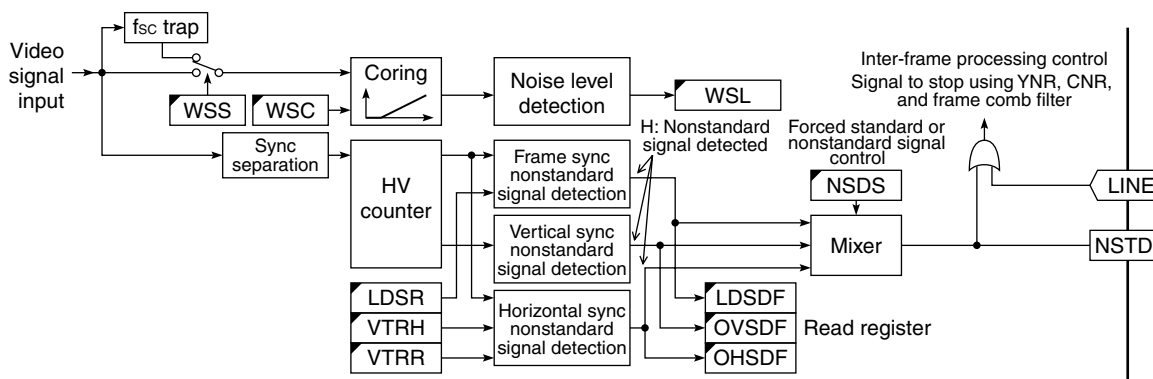 fSC trap
Video
signal
input
WSS
WSC
Coring
Noise level
detection
WSL
Inter-frame processing control
Signal to stop using YNR, CNR,
and frame comb filter
Sync
separation
HV
counter
Frame sync
nonstandard
signal detection
H: Nonstandard
signal detected
Forced standard or
nonstandard signal
control
NSDS
LINE
Vertical sync
nonstandard
signal detection
Mixer
NSTD
LDSR
VTRH
VTRR
Horizontal sync
nonstandard
signal detection
LDSDF
OVSDF
OHSDF
Read register